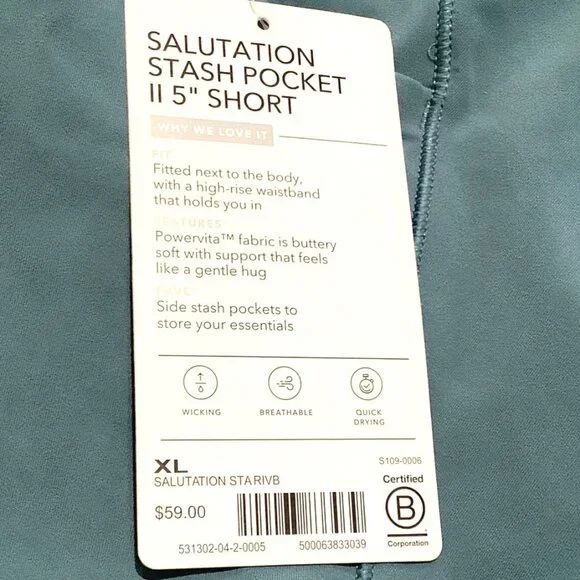 SALUTATION
STASH POCKET
II 5" SHORT
WHY WE LOVE IT
FIT
Fitted next to the body,
with a high-rise waistband
that holds you in
FEATURES
Powervita™ fabric is buttery
soft with support that feels
like a gentle hug
Side stash pockets to
store your essentials
WICKING
BREATHABLE
QUICK
DRYING
XL
S109-0006
SALUTATION STA RIVB
Certified
B
Corporation
$59.00
531302-04-2-0005
500063833039